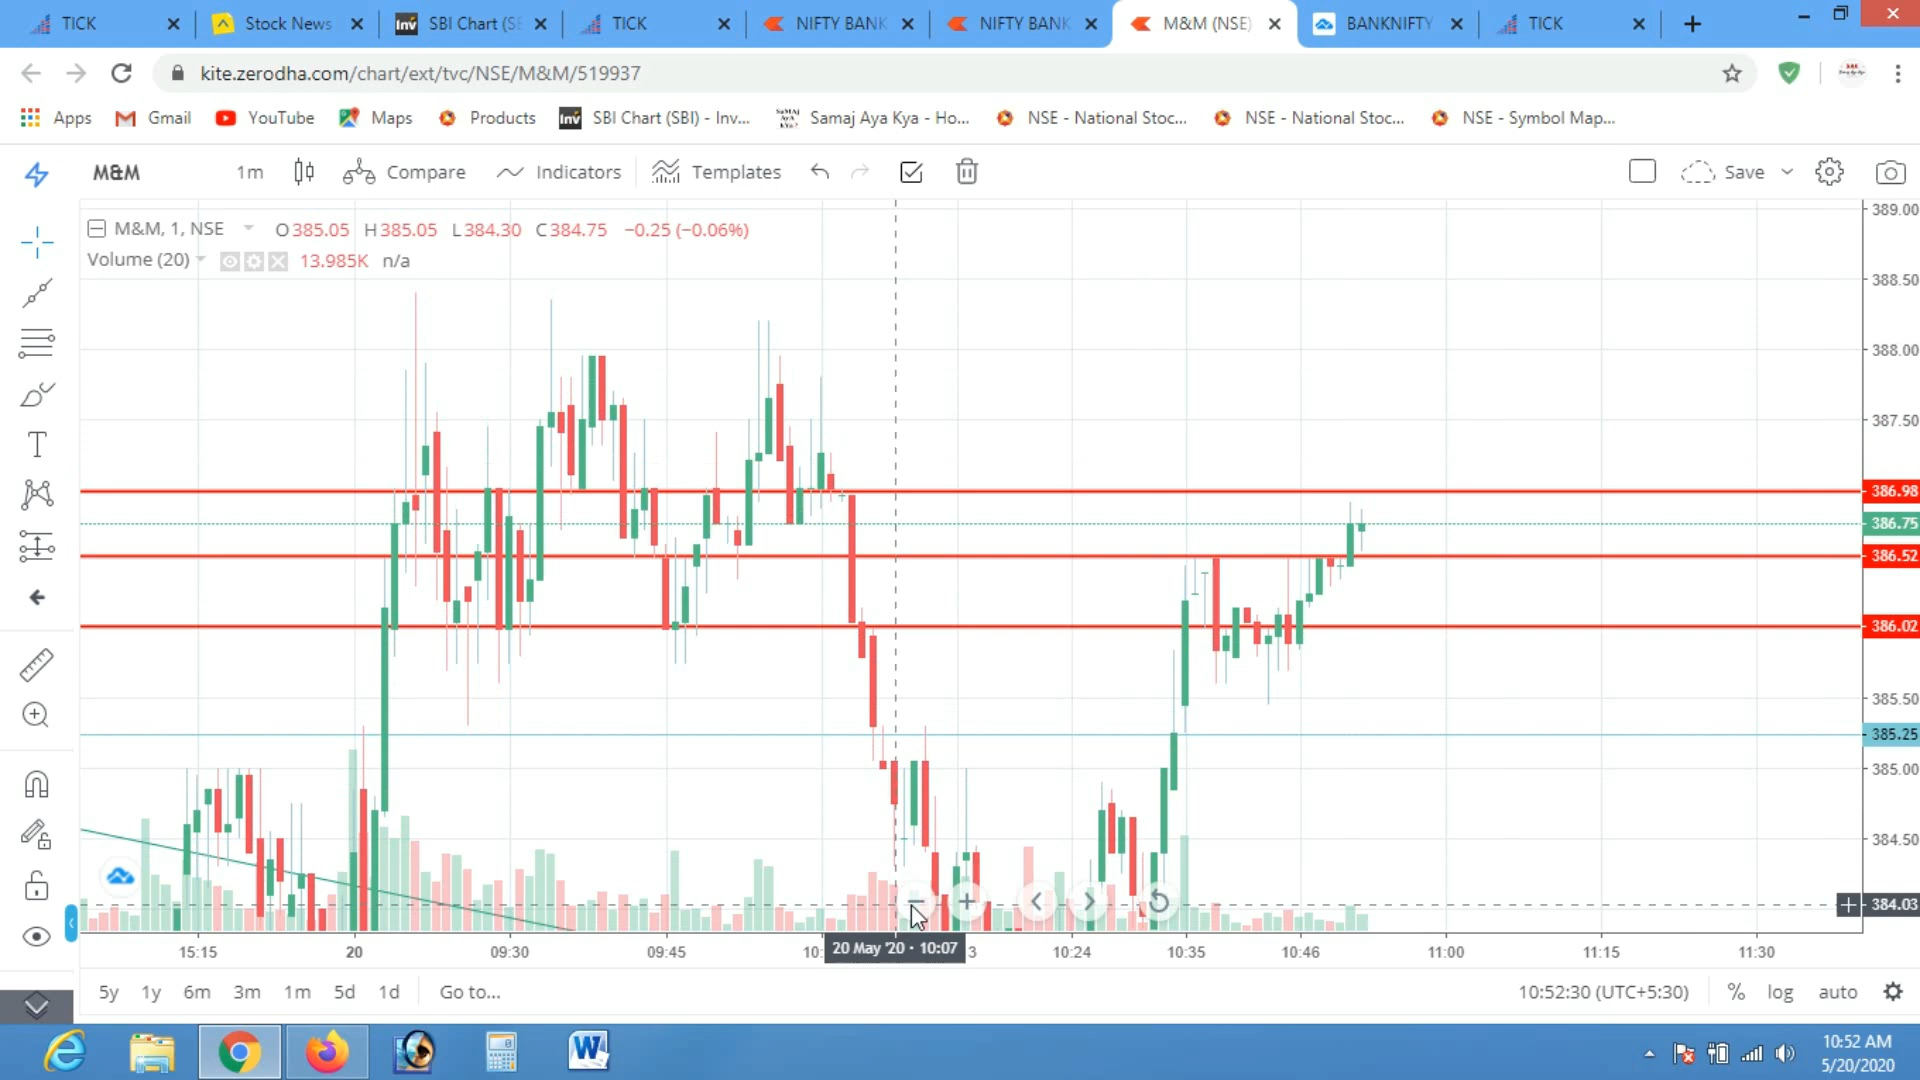 TICK Stock News SBI Chart (SE TICK NIFTY BANK NIFTY BANK M&M (NSE) BANKNIFTY TICK
kite.zerodha.com/chart/ext/tvc/NSE/M&M/519937
Apps Gmail YouTube Maps Products SBI Chart (SBI) - Inv... Samaj Aya Kya - Ho... NSE - National Stoc... NSE - National Stoc... NSE - Symbol Map...
M&M 1m Compare Indicators Templates Save
M&M, 1, NSE O385.05 H385.05 L384.30 C384.75 −0.25 (−0.06%)
Volume (20) 13.985K n/a
389.00
388.50
388.00
387.50
386.98
386.75
386.52
386.02
385.50
385.25
385.00
384.50
384.03
15:15 20 09:30 09:45 10: 20 May '20 · 10:07 3 10:24 10:35 10:46 11:00 11:15 11:30
5y 1y 6m 3m 1m 5d 1d Go to... 10:52:30 (UTC+5:30) % log auto
10:52 AM
5/20/2020